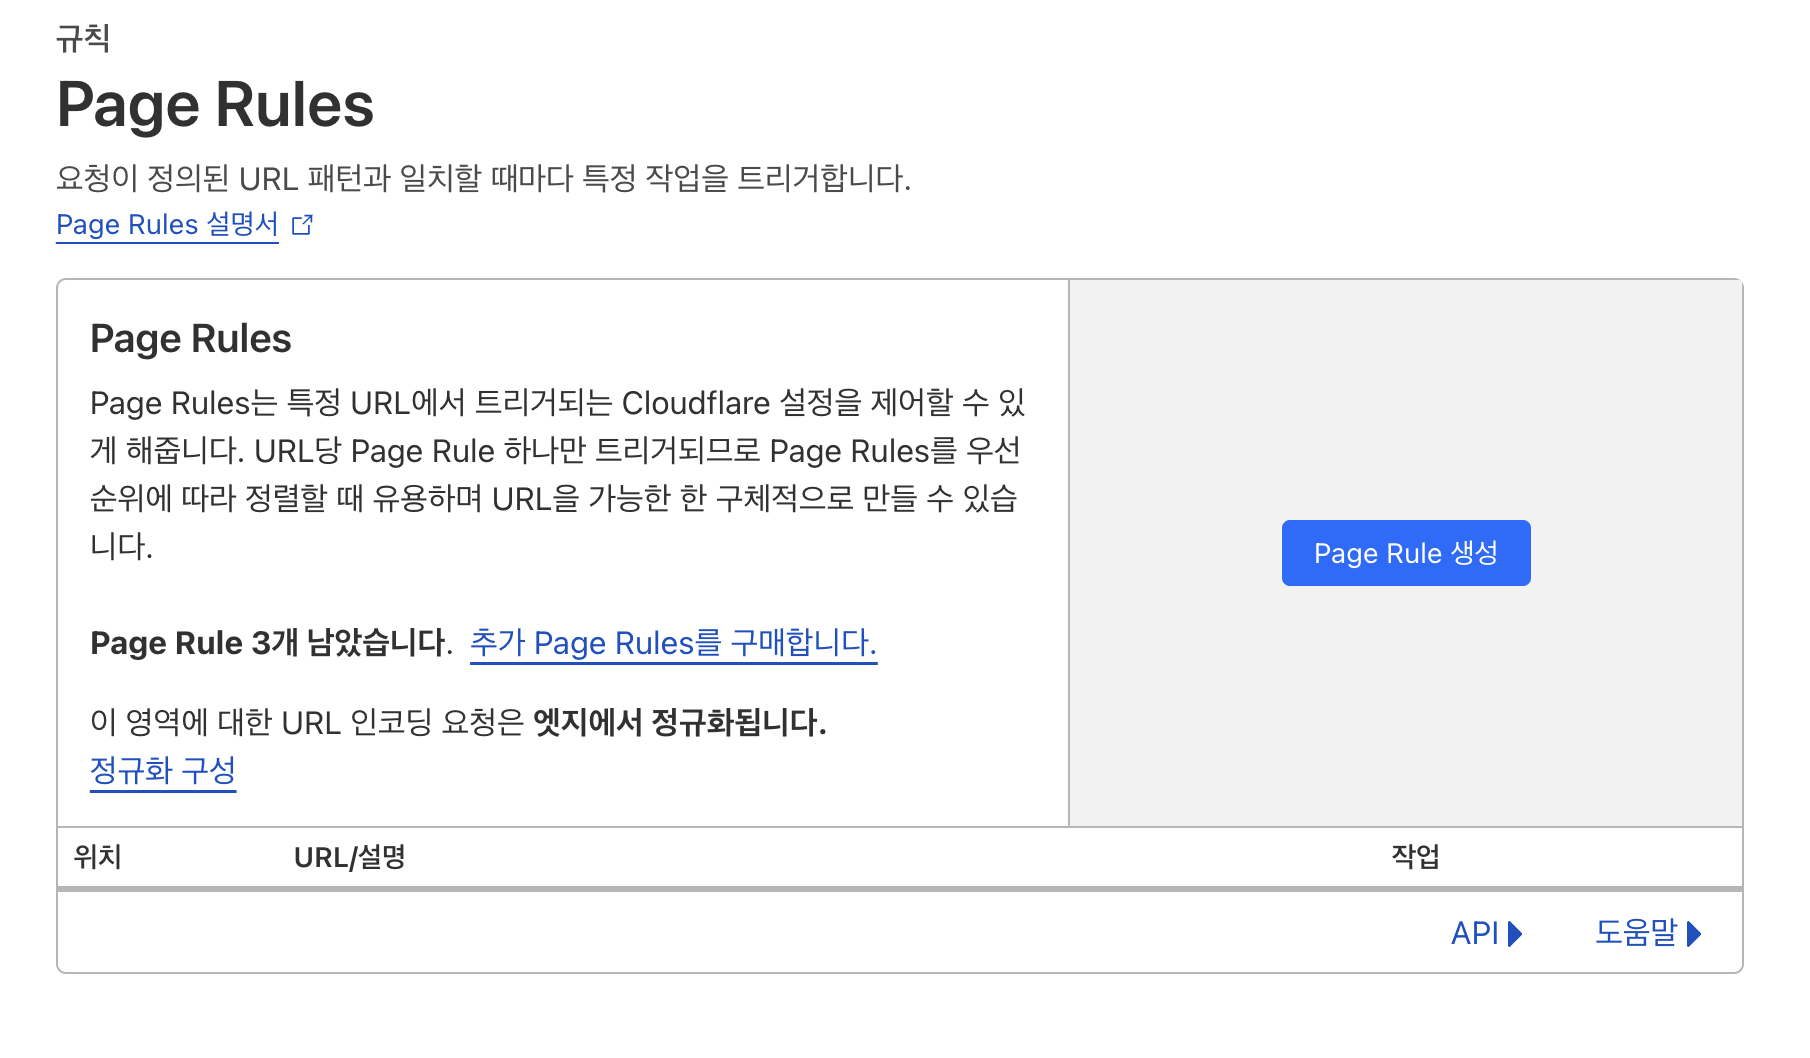 규칙
Page Rules
요청이 정의된 URL 패턴과 일치할 때마다 특정 작업을 트리거합니다.
Page Rules 설명서
Page Rules
Page Rules는 특정 URL에서 트리거되는 Cloudflare 설정을 제어할 수 있
게 해줍니다. URL당 Page Rule 하나만 트리거되므로 Page Rules를 우선
순위에 따라 정렬할 때 유용하며 URL을 가능한 한 구체적으로 만들 수 있습
니다.
Page Rule 생성
Page Rule 3개 남았습니다. 추가 Page Rules를 구매합니다.
이 영역에 대한 URL 인코딩 요청은 엣지에서 정규화됩니다.
정규화 구성
위치 URL/설명 작업
API 도움말